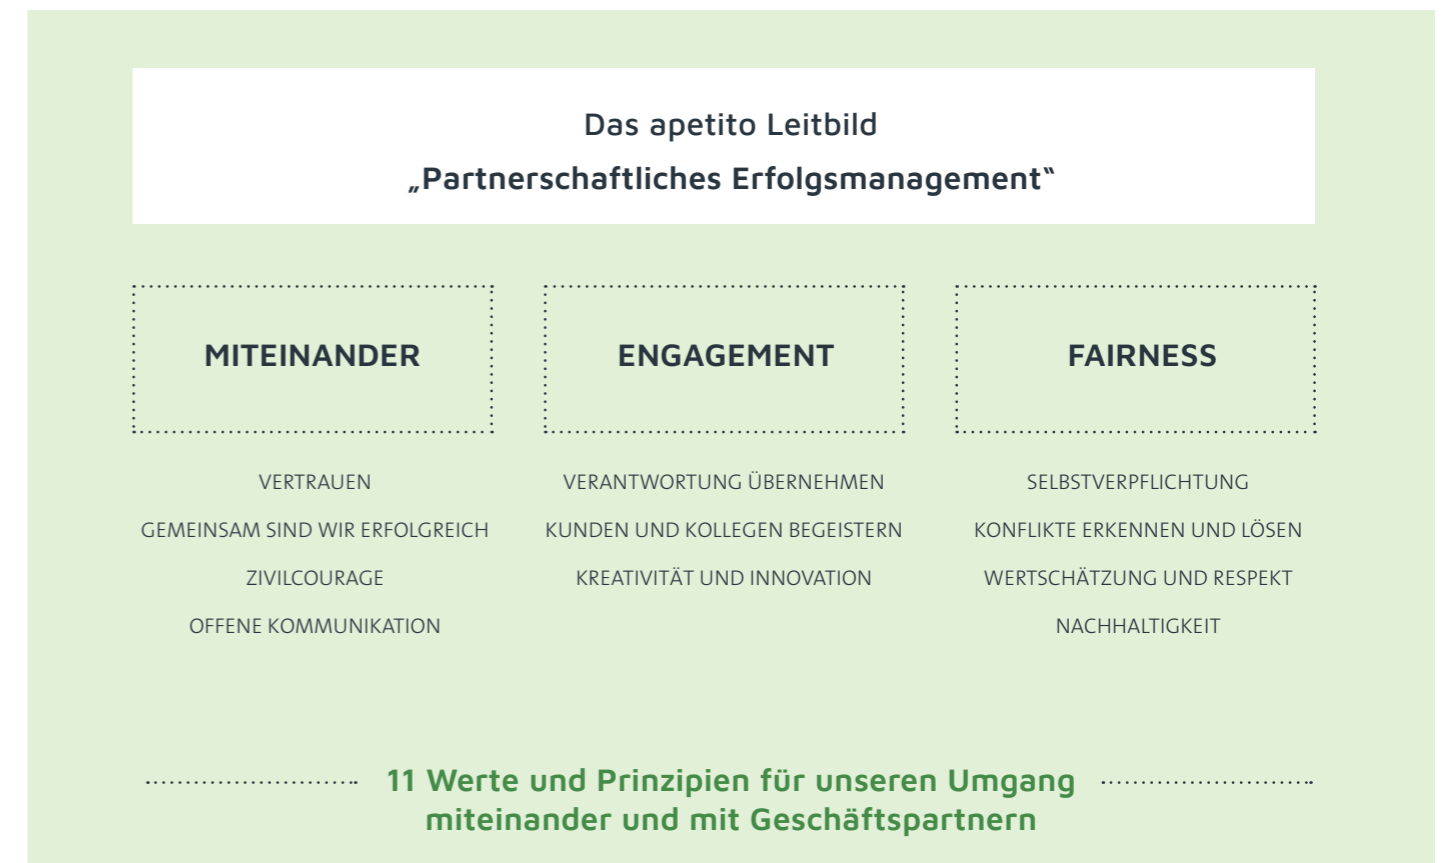 Das apetito Leitbild
„Partnerschaftliches Erfolgsmanagement“
MITEINANDER
VERTRAUEN
GEMEINSAM SIND WIR ERFOLGREICH
ZIVILCOURAGE
OFFENE KOMMUNIKATION
ENGAGEMENT
VERANTWORTUNG ÜBERNEHMEN
KUNDEN UND KOLLEGEN BEGEISTERN
KREATIVITÄT UND INNOVATION
FAIRNESS
SELBSTVERPFLICHTUNG
KONFLIKTE ERKENNEN UND LÖSEN
WERTSCHÄTZUNG UND RESPEKT
NACHHALTIGKEIT
11 Werte und Prinzipien für unseren Umgang
miteinander und mit Geschäftspartnern